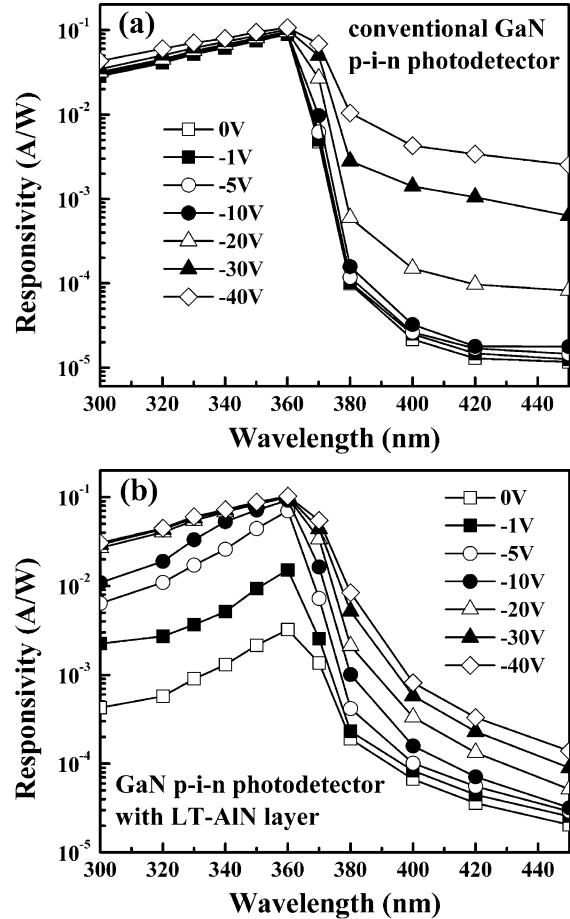 (a) conventional GaN
p-i-n photodetector
Responsivity (A/W)
10⁻¹
10⁻²
10⁻³
10⁻⁴
10⁻⁵
0V
-1V
-5V
-10V
-20V
-30V
-40V
300 320 340 360 380 400 420 440
Wavelength (nm)
(b)
Responsivity (A/W)
10⁻¹
10⁻²
10⁻³
10⁻⁴
10⁻⁵
0V
-1V
-5V
-10V
-20V
-30V
-40V
GaN p-i-n photodetector
with LT-AlN layer
300 320 340 360 380 400 420 440
Wavelength (nm)